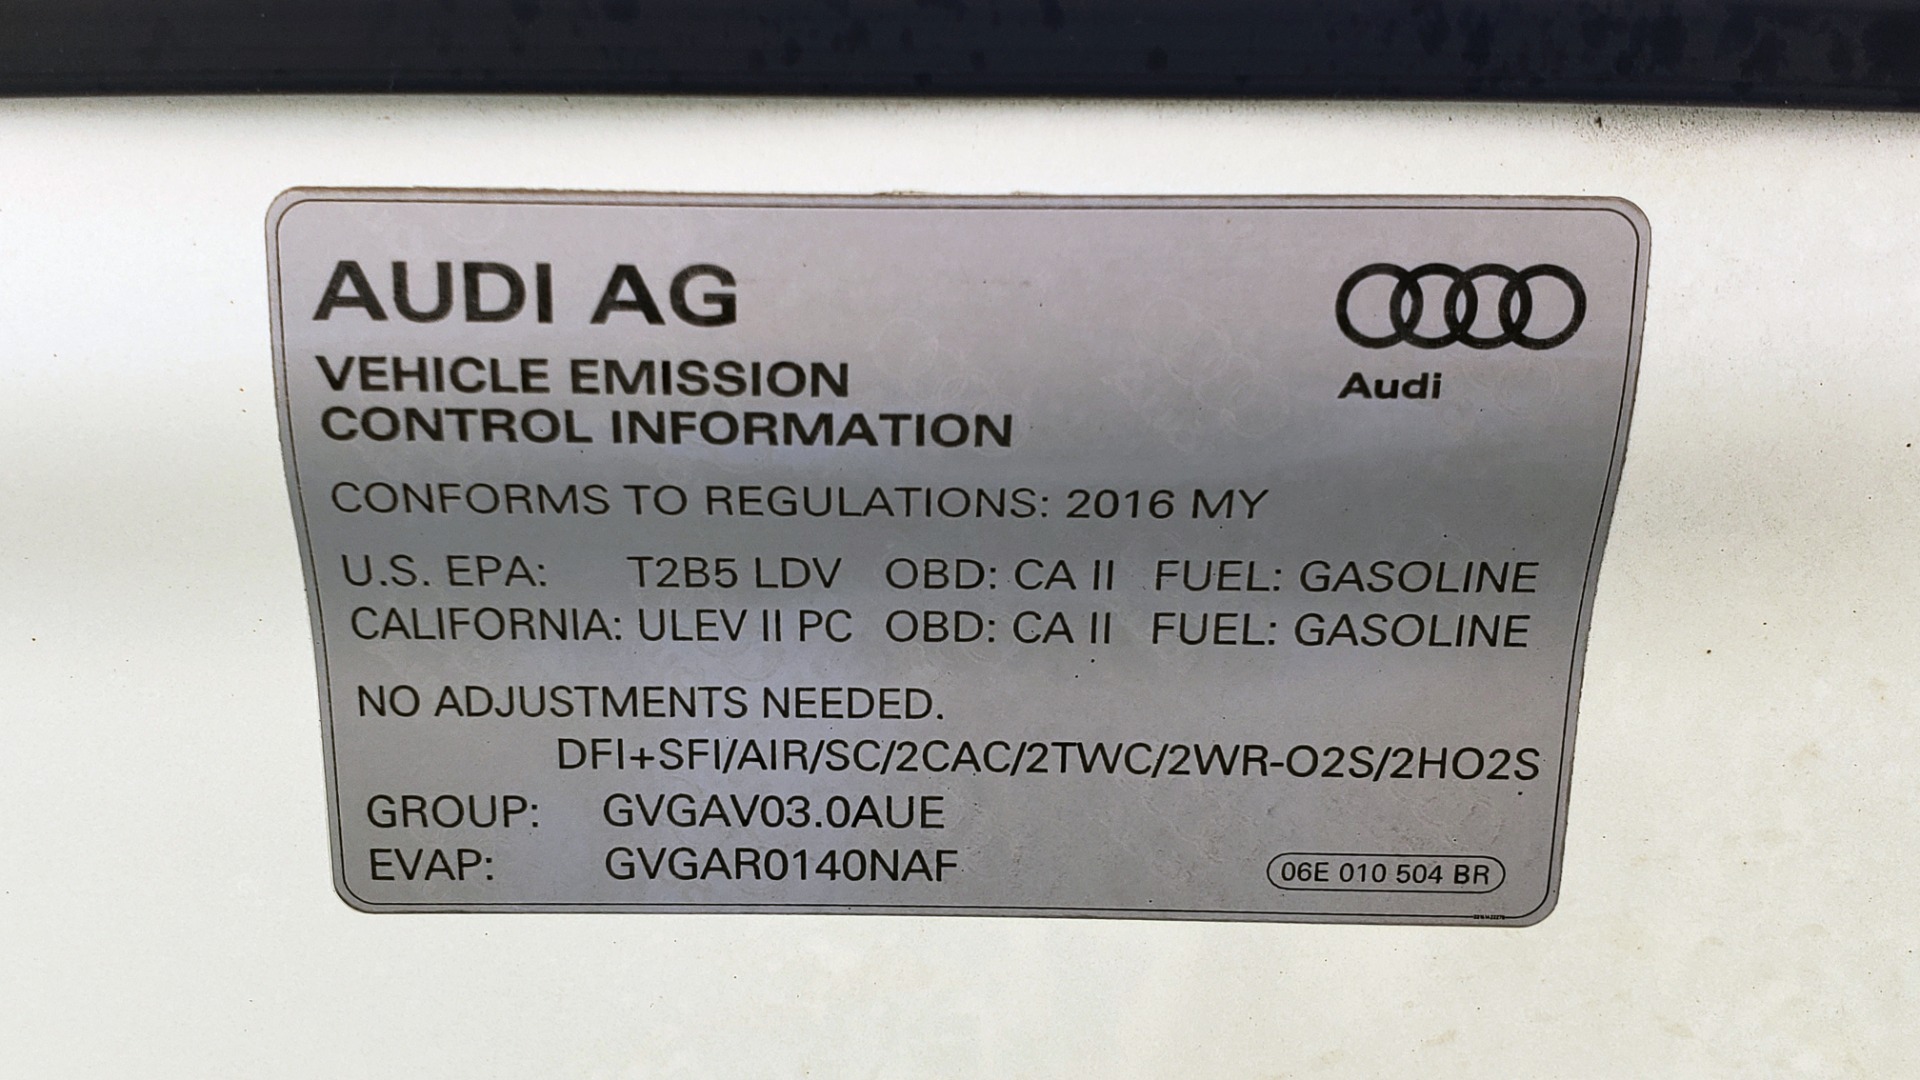 AUDI AG
Audi
VEHICLE EMISSION
CONTROL INFORMATION
CONFORMS TO REGULATIONS: 2016 MY
U.S. EPA: T2B5 LDV OBD: CA II FUEL: GASOLINE
CALIFORNIA: ULEV II PC OBD: CA II FUEL: GASOLINE
NO ADJUSTMENTS NEEDED.
DFI+SFI/AIR/SC/2CAC/2TWC/2WR-O2S/2HO2S
GROUP: GVGAV03.0AUE
EVAP: GVGAR0140NAF
06E 010 504 BR